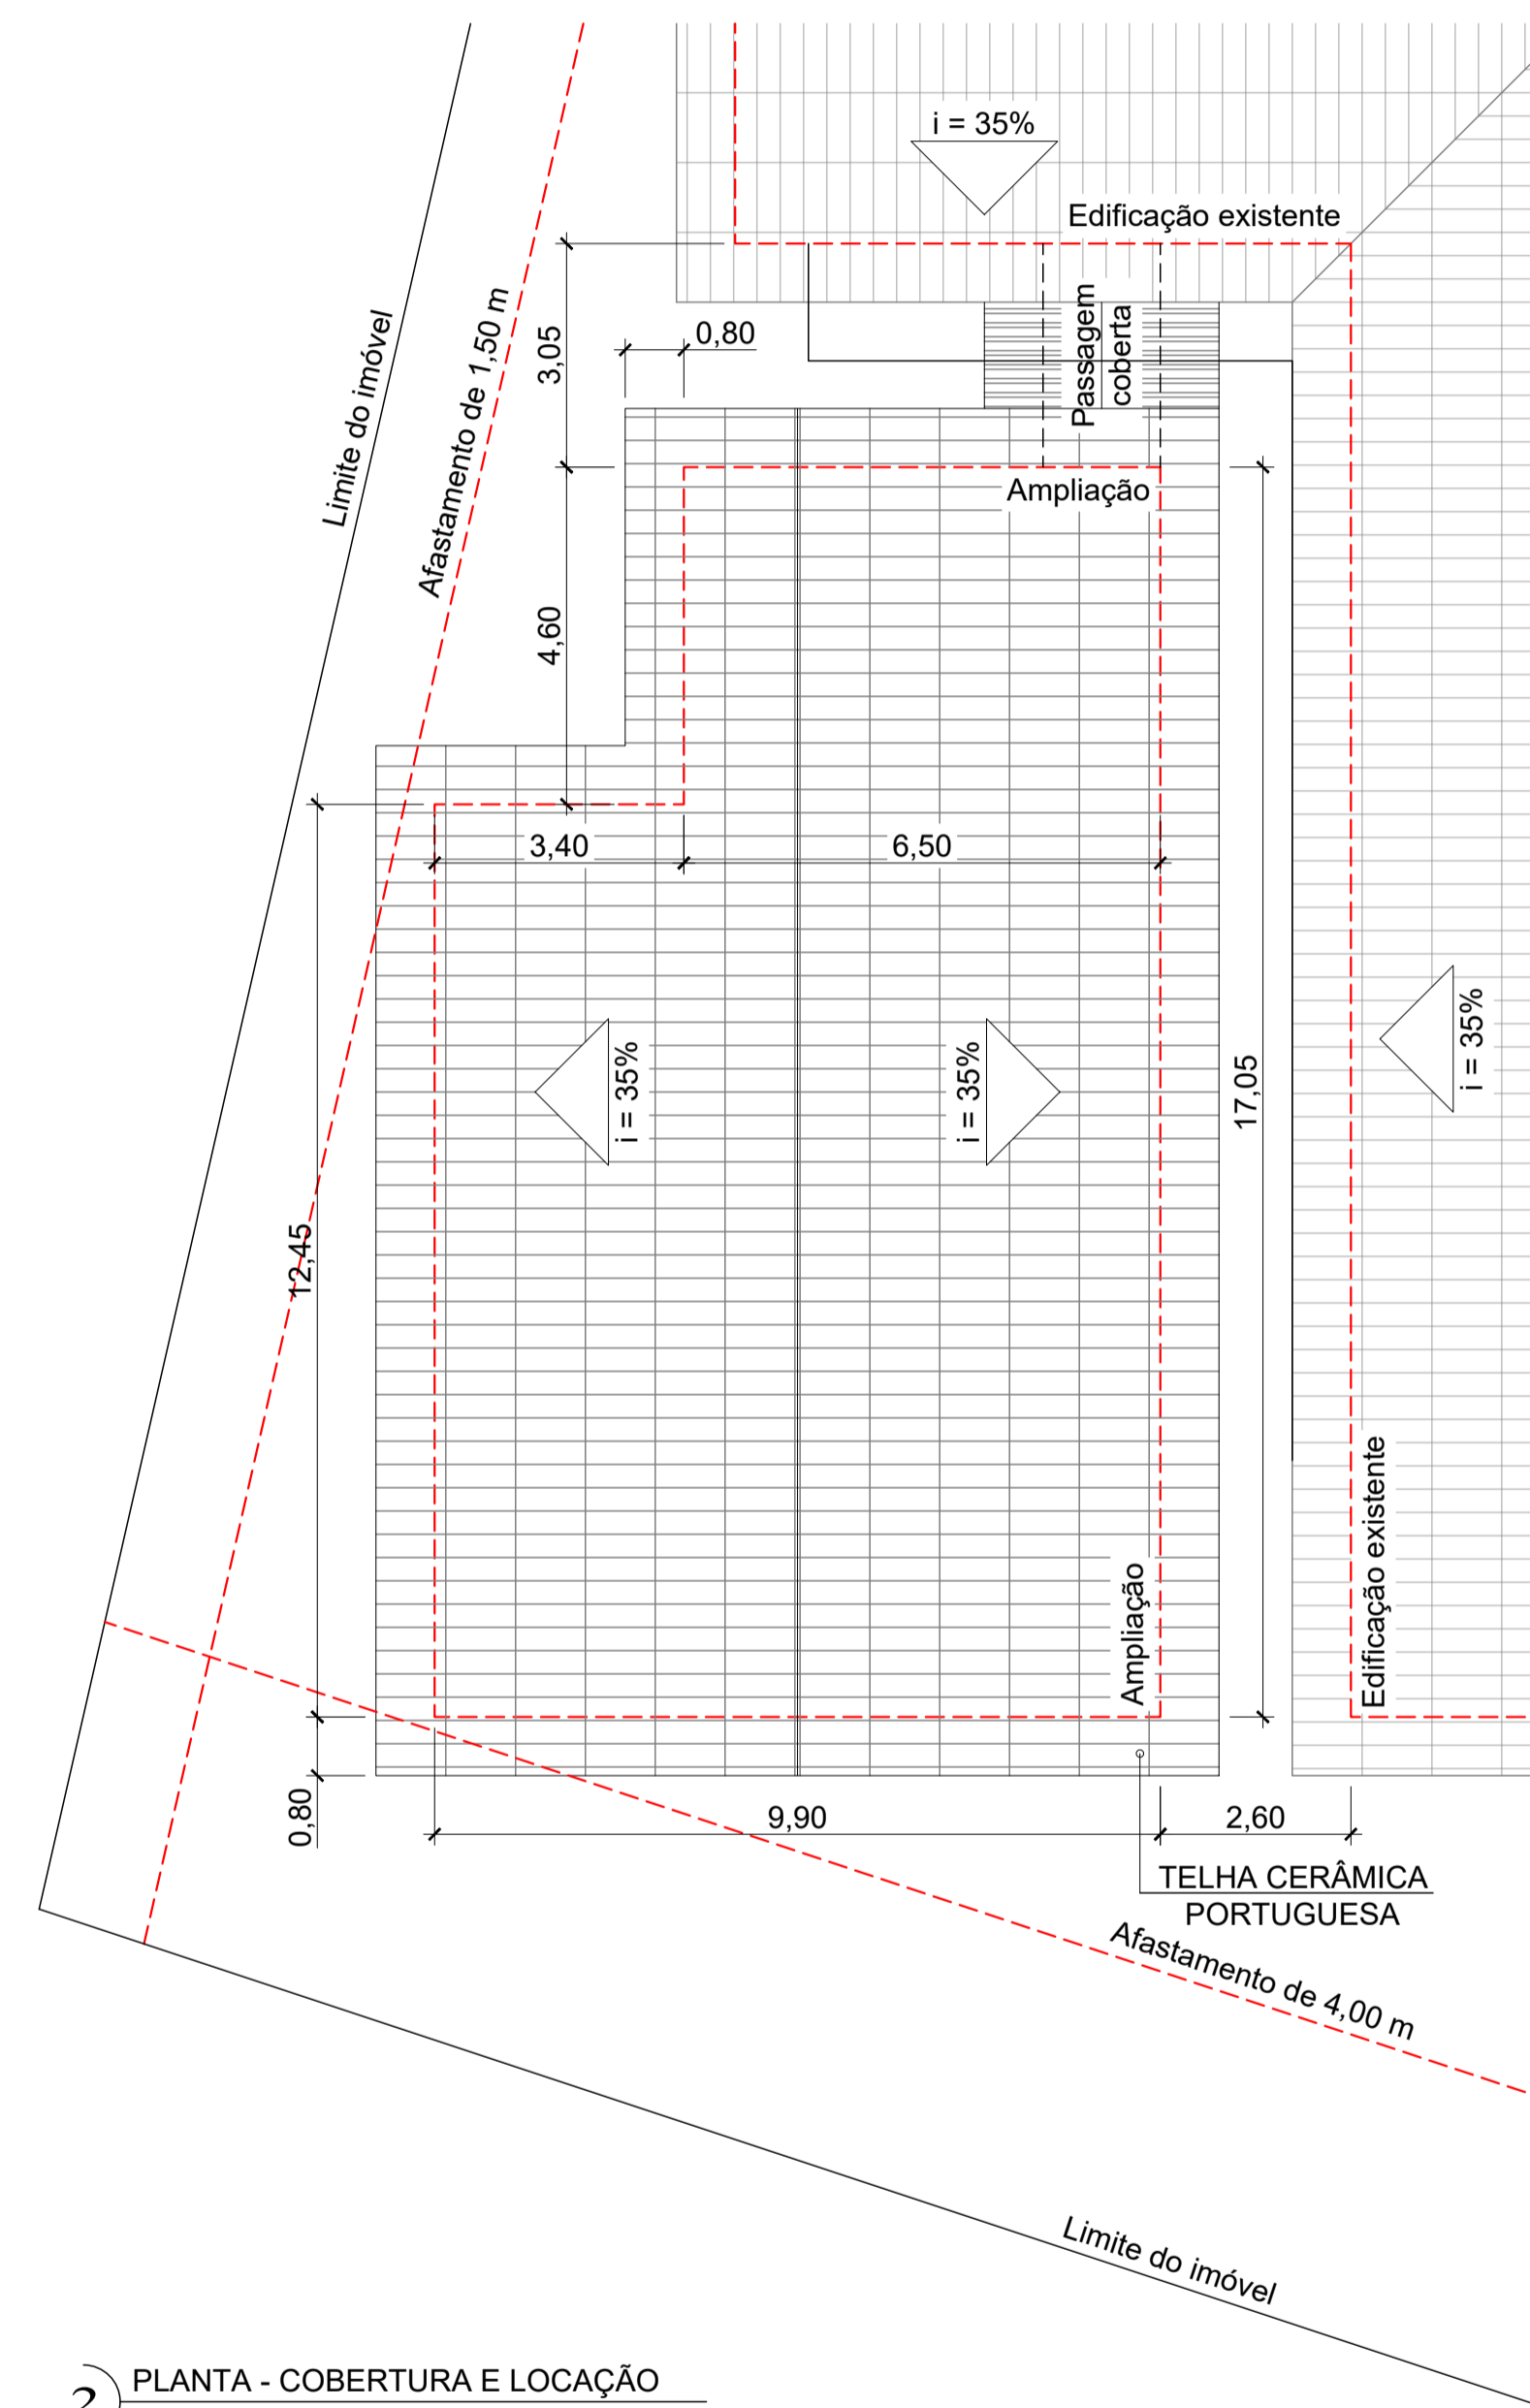 i = 35%
Edificação existente
Limite do imóvel
Afastamento de 1,50 m
3,05
0,80
Passagem
coberta
Ampliação
4,60
3,40
6,50
i = 35%
i = 35%
i = 35%
17,05
12,45
Edificação existente
Ampliação
0,80
9,90
2,60
TELHA CERÂMICA
PORTUGUESA
Afastamento de 4,00 m
Limite do imóvel
2
PLANTA - COBERTURA E LOCAÇÃO